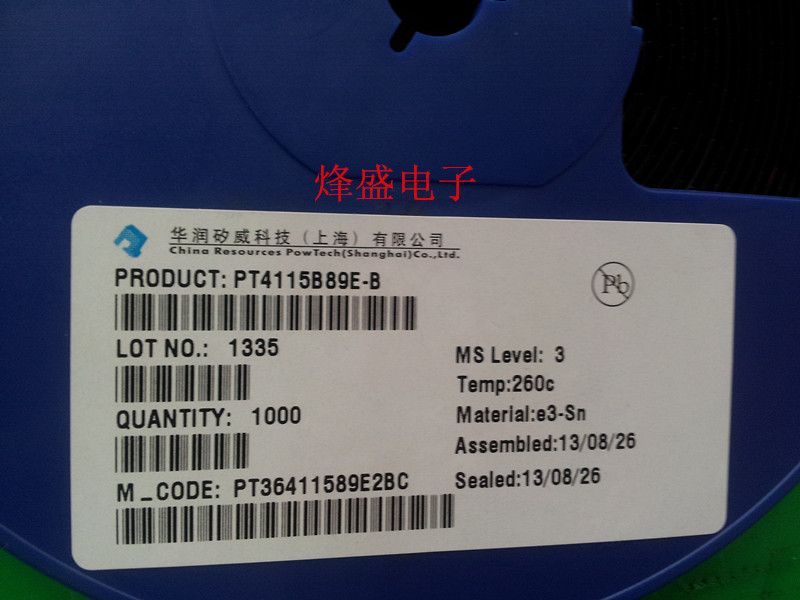 烽盛电子
华润矽威科技（上海）有限公司
China Resources PowTech(Shanghai)Co.,Ltd.
PRODUCT: PT4115B89E-B
Pb
LOT NO.: 1335
MS Level: 3
Temp:260c
QUANTITY: 1000
Material:e3-Sn
Assembled:13/08/26
M_CODE: PT36411589E2BC
Sealed:13/08/26